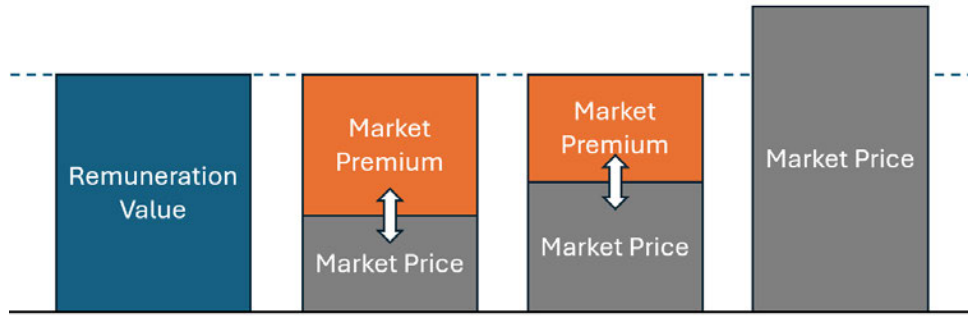 Remuneration
Value
Market
Premium
Market Price
Market
Premium
Market Price
Market Price